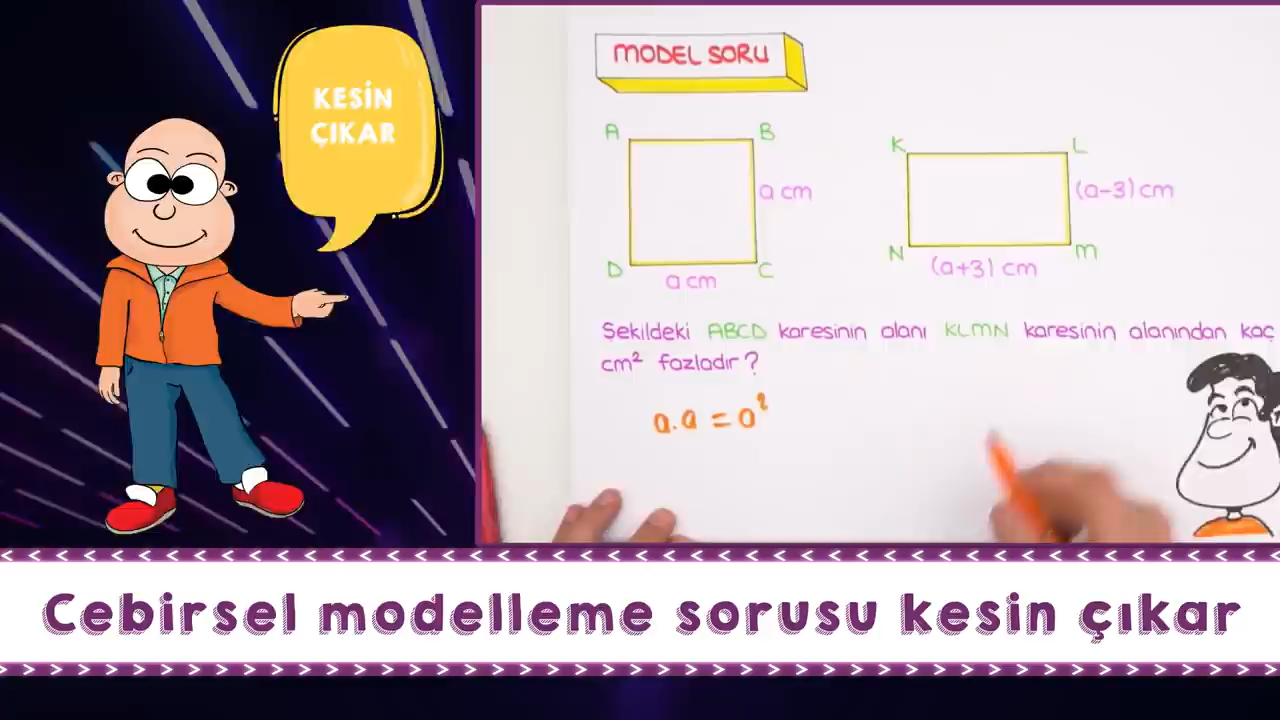 KESİN
ÇIKAR
MODEL SORU
A
B
a cm
D
C
a cm
K
L
(a-3) cm
N
M
(a+3) cm
Şekildeki ABCD karesinin alanı KLMN karesinin alanından kaç
cm² fazladır?
a.a = a²
Cebirsel modelleme sorusu kesin çıkar